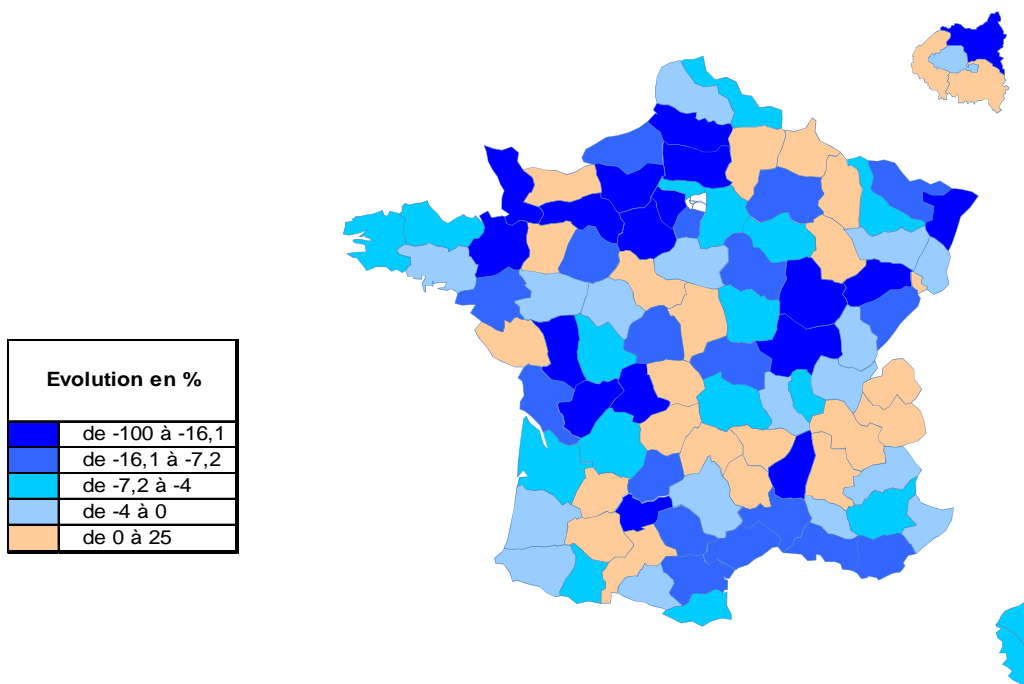 Evolution en %
de -100 à -16,1
de -16,1 à -7,2
de -7,2 à -4
de -4 à 0
de 0 à 25